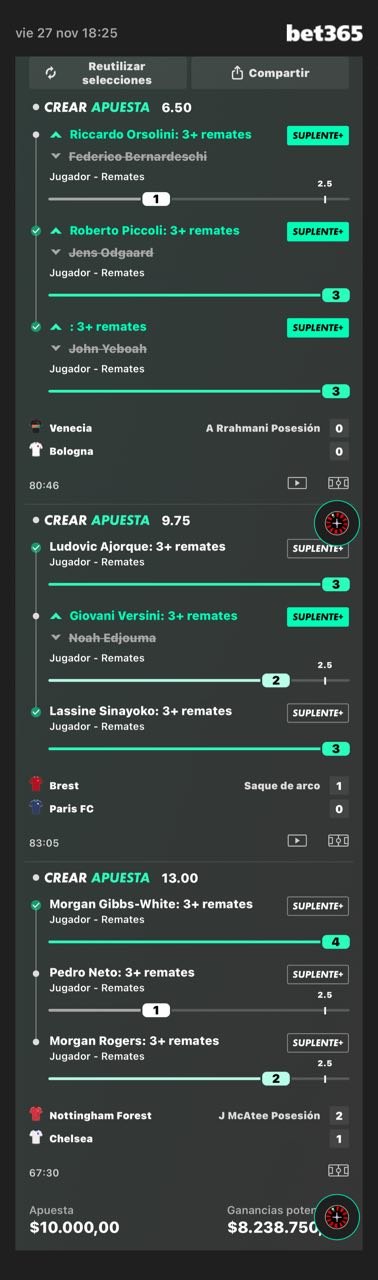 vie 27 nov 18:25
bet365
Reutilizar
selecciones
Compartir
CREAR APUESTA 6.50
Riccardo Orsolini: 3+ remates
SUPLENTE+
Federico Bernardeschi
Jugador - Remates
2.5
1
Roberto Piccoli: 3+ remates
SUPLENTE+
Jens Odgaard
Jugador - Remates
3
: 3+ remates
SUPLENTE+
John Yeboah
Jugador - Remates
3
Venecia A Rrahmani Posesión 0
Bologna 0
80:46
CREAR APUESTA 9.75
Ludovic Ajorque: 3+ remates
SUPLENTE+
Jugador - Remates
3
Giovani Versini: 3+ remates
SUPLENTE+
Noah Edjouma
Jugador - Remates
2.5
2
Lassine Sinayoko: 3+ remates
SUPLENTE+
Jugador - Remates
3
Brest Saque de arco 1
Paris FC 0
83:05
CREAR APUESTA 13.00
Morgan Gibbs-White: 3+ remates
SUPLENTE+
Jugador - Remates
4
Pedro Neto: 3+ remates
SUPLENTE+
Jugador - Remates
2.5
1
Morgan Rogers: 3+ remates
SUPLENTE+
Jugador - Remates
2.5
2
Nottingham Forest J McAtee Posesión 2
Chelsea 1
67:30
Apuesta Ganancias poten
$10.000,00 $8.238.750,